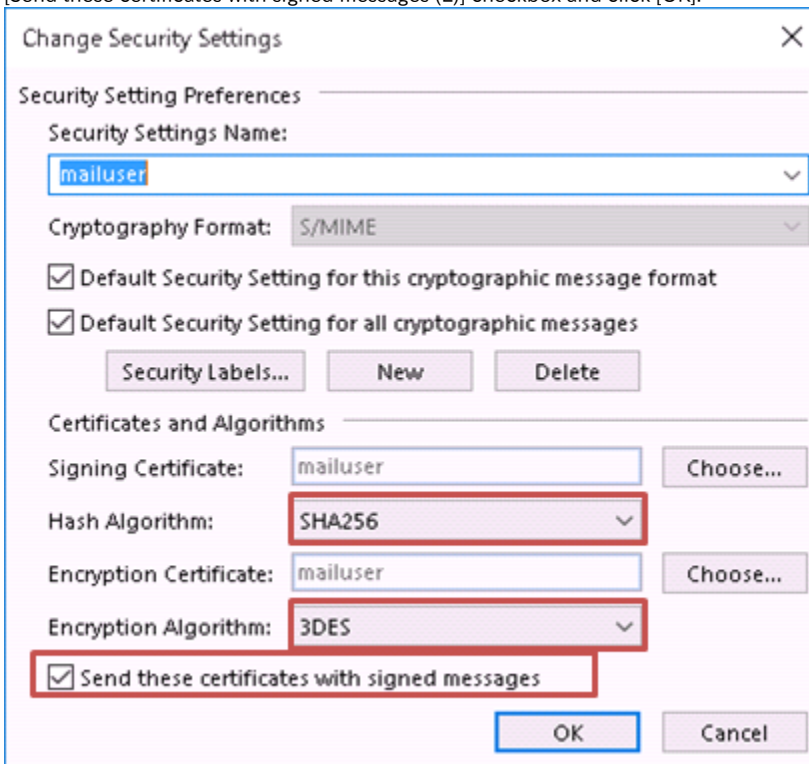 [Send these certificates with signed messages (E)] checkbox and click [OK].
Change Security Settings
Security Setting Preferences
Security Settings Name:
mailuser
Cryptography Format: S/MIME
Default Security Setting for this cryptographic message format
Default Security Setting for all cryptographic messages
Security Labels... New Delete
Certificates and Algorithms
Signing Certificate: mailuser Choose...
Hash Algorithm: SHA256
Encryption Certificate: mailuser Choose...
Encryption Algorithm: 3DES
Send these certificates with signed messages
OK Cancel